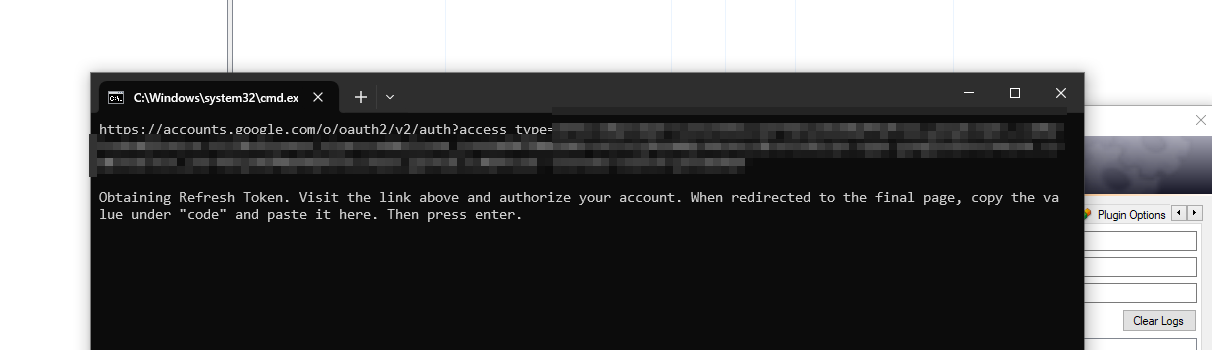 C:\Windows\system32\cmd.ex
https://accounts.google.com/o/oauth2/v2/auth?access_type=
Obtaining Refresh Token. Visit the link above and authorize your account. When redirected to the final page, copy the va
lue under "code" and paste it here. Then press enter.
Plugin Options
Clear Logs